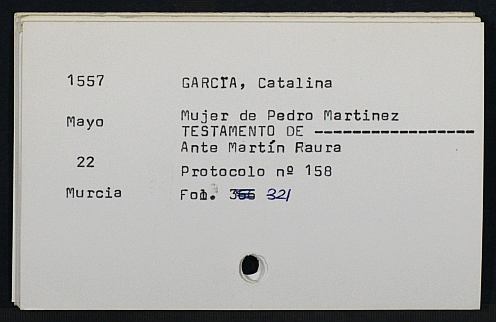 1557 GARCÍA, Catalina
Mayo Mujer de Pedro Martinez
TESTAMENTO DE -----------------
22 Ante Martín Raura
Protocolo nº 158
Murcia Fol. 366 321